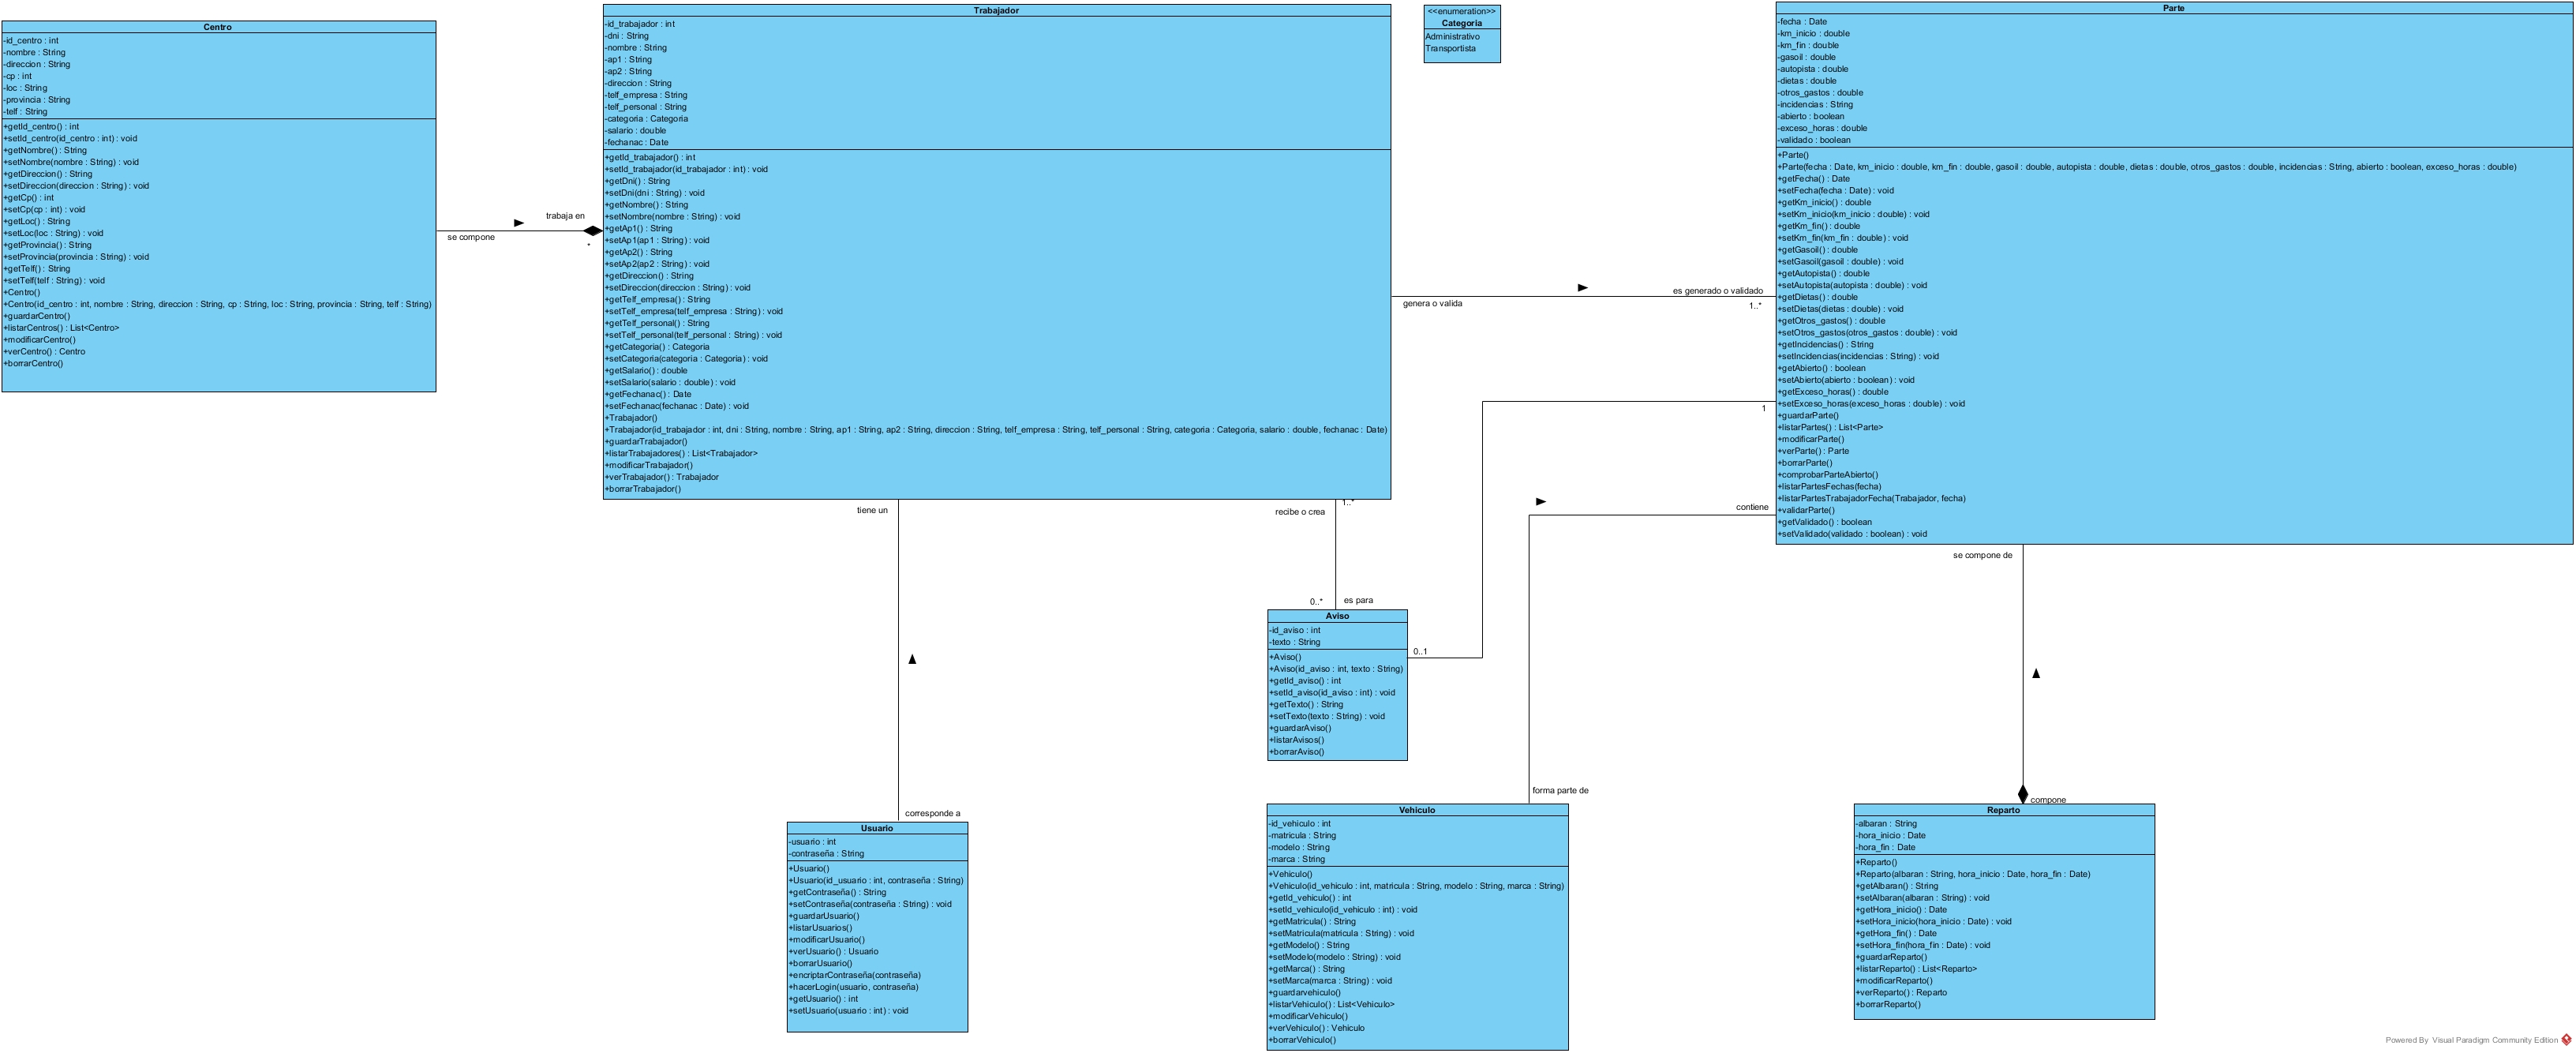 Centro
-id_centro : int
-nombre : String
-direccion : String
-cp : int
-loc : String
-provincia : String
-telf : String
+getId_centro() : int
+setId_centro(id_centro : int) : void
+getNombre() : String
+setNombre(nombre : String) : void
+getDireccion() : String
+setDireccion(direccion : String) : void
+getCp() : int
+setCp(cp : int) : void
+getLoc() : String
+setLoc(loc : String) : void
+getProvincia() : String
+setProvincia(provincia : String) : void
+getTelf() : String
+setTelf(telf : String) : void
+Centro()
+Centro(id_centro : int, nombre : String, direccion : String, cp : String, loc : String, provincia : String, telf : String)
+guardarCentro()
+listarCentros() : List<Centro>
+modificarCentro()
+verCentro() : Centro
+borrarCentro()
se compone
trabaja en
*
Trabajador
-id_trabajador : int
-dni : String
-nombre : String
-ap1 : String
-ap2 : String
-direccion : String
-telf_empresa : String
-telf_personal : String
-categoria : Categoria
-salario : double
-fechanac : Date
+getId_trabajador() : int
+setId_trabajador(id_trabajador : int) : void
+getDni() : String
+setDni(dni : String) : void
+getNombre() : String
+setNombre(nombre : String) : void
+getAp1() : String
+setAp1(ap1 : String) : void
+getAp2() : String
+setAp2(ap2 : String) : void
+getDireccion() : String
+setDireccion(direccion : String) : void
+getTelf_empresa() : String
+setTelf_empresa(telf_empresa : String) : void
+getTelf_personal() : String
+setTelf_personal(telf_personal : String) : void
+getCategoria() : Categoria
+setCategoria(categoria : Categoria) : void
+getSalario() : double
+setSalario(salario : double) : void
+getFechanac() : Date
+setFechanac(fechanac : Date) : void
+Trabajador()
+Trabajador(id_trabajador : int, dni : String, nombre : String, ap1 : String, ap2 : String, direccion : String, telf_empresa : String, telf_personal : String, categoria : Categoria, salario : double, fechanac : Date)
+guardarTrabajador()
+listarTrabajadores() : List<Trabajador>
+modificarTrabajador()
+verTrabajador() : Trabajador
+borrarTrabajador()
<<enumeration>>
Categoria
Administrativo
Transportista
genera o valida
es generado o validado
1..*
Parte
-fecha : Date
-km_inicio : double
-km_fin : double
-gasoil : double
-autopista : double
-dietas : double
-otros_gastos : double
-incidencias : String
-abierto : boolean
-exceso_horas : double
-validado : boolean
+Parte()
+Parte(fecha : Date, km_inicio : double, km_fin : double, gasoil : double, autopista : double, dietas : double, otros_gastos : double, incidencias : String, abierto : boolean, exceso_horas : double)
+getFecha() : Date
+setFecha(fecha : Date) : void
+getKm_inicio() : double
+setKm_inicio(km_inicio : double) : void
+getKm_fin() : double
+setKm_fin(km_fin : double) : void
+getGasoil() : double
+setGasoil(gasoil : double) : void
+getAutopista() : double
+setAutopista(autopista : double) : void
+getDietas() : double
+setDietas(dietas : double) : void
+getOtros_gastos() : double
+setOtros_gastos(otros_gastos : double) : void
+getIncidencias() : String
+setIncidencias(incidencias : String) : void
+getAbierto() : boolean
+setAbierto(abierto : boolean) : void
+getExceso_horas() : double
+setExceso_horas(exceso_horas : double) : void
+guardarParte()
+listarPartes() : List<Parte>
+modificarParte()
+verParte() : Parte
+borrarParte()
+comprobarParteAbierto()
+listarPartesFechas(fecha)
+listarPartesTrabajadorFecha(Trabajador, fecha)
+validarParte()
+getValidado() : boolean
+setValidado(validado : boolean) : void
1
contiene
se compone de
tiene un
recibe o crea
1..*
0..*
es para
corresponde a
Aviso
-id_aviso : int
-texto : String
+Aviso()
+Aviso(id_aviso : int, texto : String)
+getId_aviso() : int
+setId_aviso(id_aviso : int) : void
+getTexto() : String
+setTexto(texto : String) : void
+guardarAviso()
+listarAvisos()
+borrarAviso()
0..1
forma parte de
compone
Usuario
-usuario : int
-contraseña : String
+Usuario()
+Usuario(id_usuario : int, contraseña : String)
+getContraseña() : String
+setContraseña(contraseña : String) : void
+guardarUsuario()
+listarUsuarios()
+modificarUsuario()
+verUsuario() : Usuario
+borrarUsuario()
+encriptarContraseña(contraseña)
+hacerLogin(usuario, contraseña)
+getUsuario() : int
+setUsuario(usuario : int) : void
Vehiculo
-id_vehiculo : int
-matricula : String
-modelo : String
-marca : String
+Vehiculo()
+Vehiculo(id_vehiculo : int, matricula : String, modelo : String, marca : String)
+getId_vehiculo() : int
+setId_vehiculo(id_vehiculo : int) : void
+getMatricula() : String
+setMatricula(matricula : String) : void
+getModelo() : String
+setModelo(modelo : String) : void
+getMarca() : String
+setMarca(marca : String) : void
+guardarvehiculo()
+listarVehiculo() : List<Vehiculo>
+modificarVehiculo()
+verVehiculo() : Vehiculo
+borrarVehiculo()
Reparto
-albaran : String
-hora_inicio : Date
-hora_fin : Date
+Reparto()
+Reparto(albaran : String, hora_inicio : Date, hora_fin : Date)
+getAlbaran() : String
+setAlbaran(albaran : String) : void
+getHora_inicio() : Date
+setHora_inicio(hora_inicio : Date) : void
+getHora_fin() : Date
+setHora_fin(hora_fin : Date) : void
+guardarReparto()
+listarReparto() : List<Reparto>
+modificarReparto()
+verReparto() : Reparto
+borrarReparto()
Powered By Visual Paradigm Community Edition